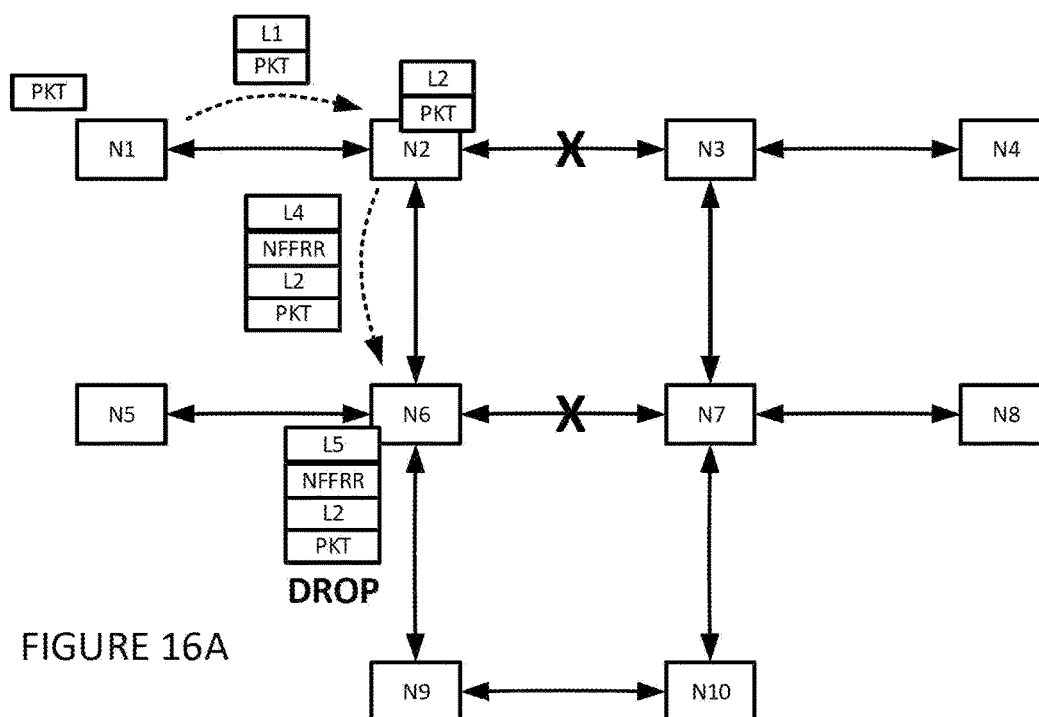 L1
PKT
PKT
L2
PKT
N1
N2
X
N3
N4
L4
NFFRR
L2
PKT
N5
N6
X
N7
N8
L5
NFFRR
L2
PKT
DROP
FIGURE 16A
N9
N10